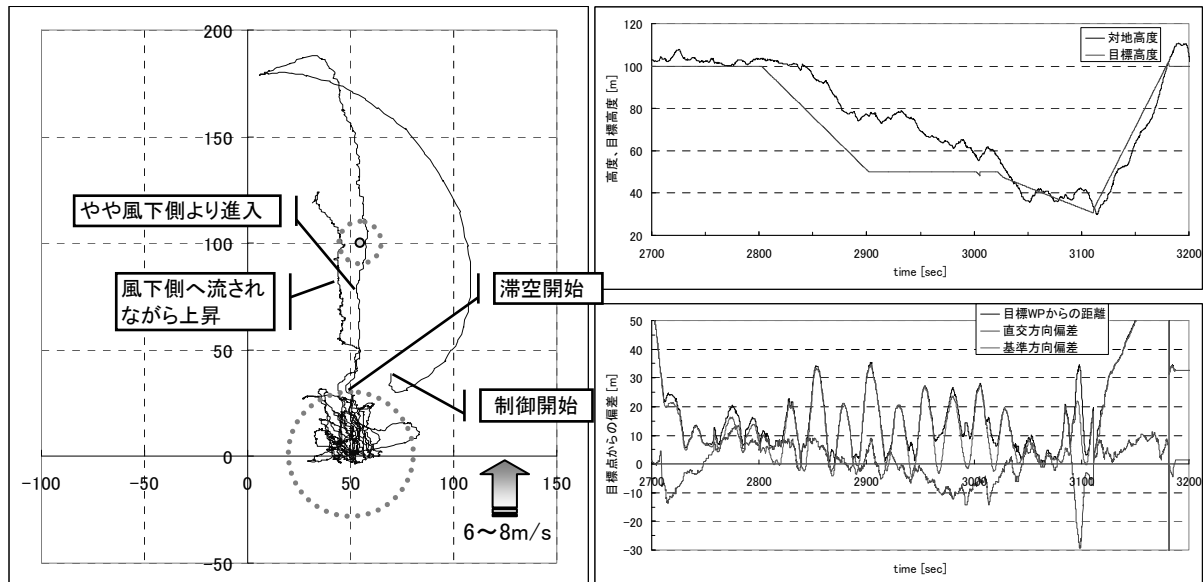 200
150
100
50
0
-50
-100
-50
0
50
100
150
やや風下側より進入
風下側へ流され
ながら上昇
滞空開始
制御開始
6～8m/s
高度、目標高度 [m]
120
100
80
60
40
20
2700
2800
2900
3000
3100
3200
time [sec]
対地高度
目標高度
目標点からの偏差 [m]
50
40
30
20
10
0
-10
-20
-30
2700
2800
2900
3000
3100
3200
time [sec]
目標WPからの距離
直交方向偏差
基準方向偏差